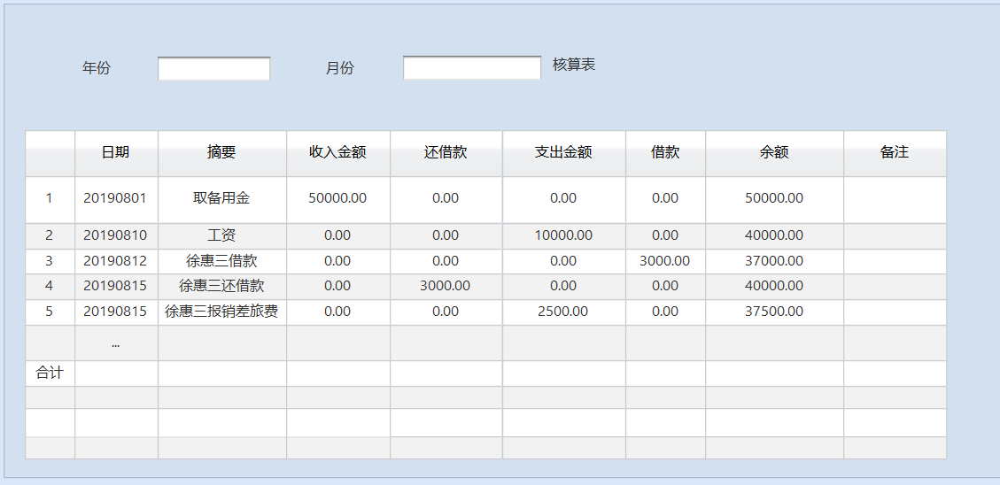 年份 月份 核算表
日期 摘要 收入金额 还借款 支出金额 借款 余额 备注
1 20190801 取备用金 50000.00 0.00 0.00 0.00 50000.00
2 20190810 工资 0.00 0.00 10000.00 0.00 40000.00
3 20190812 徐惠三借款 0.00 0.00 0.00 3000.00 37000.00
4 20190815 徐惠三还借款 0.00 3000.00 0.00 0.00 40000.00
5 20190815 徐惠三报销差旅费 0.00 0.00 2500.00 0.00 37500.00
...
合计